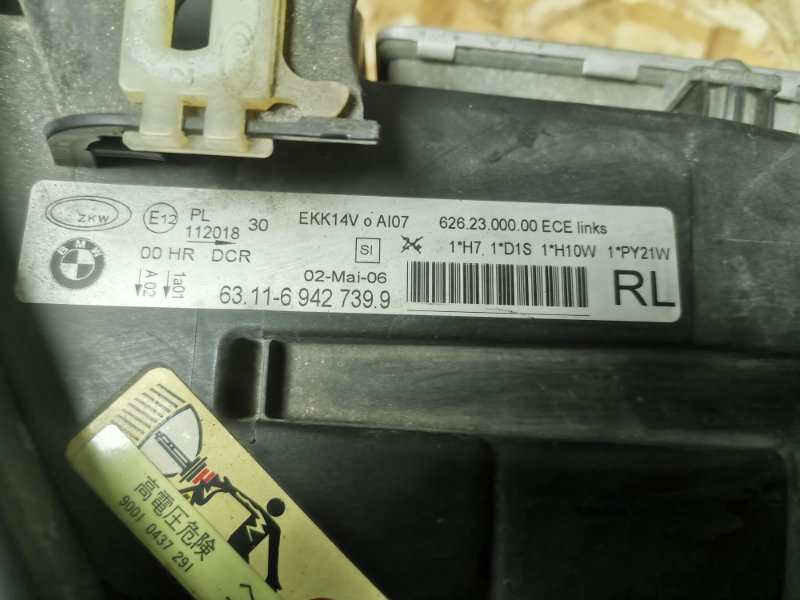 ZKW E12 PL 112018 30 EKK14V o AI07 626.23.000.00 ECE links
BMW 00 HR DCR SI 1*H7, 1*D1S 1*H10W 1*PY21W
A 02 1a01 02-Mai-06
63.11-6 942 739.9 RL
高電圧危険
9001 0437 291